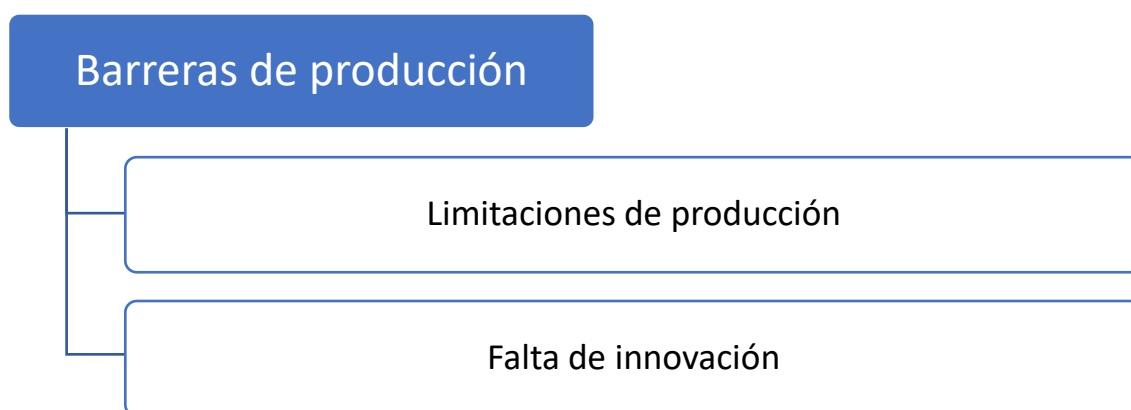 Barreras de producción
Limitaciones de producción
Falta de innovación